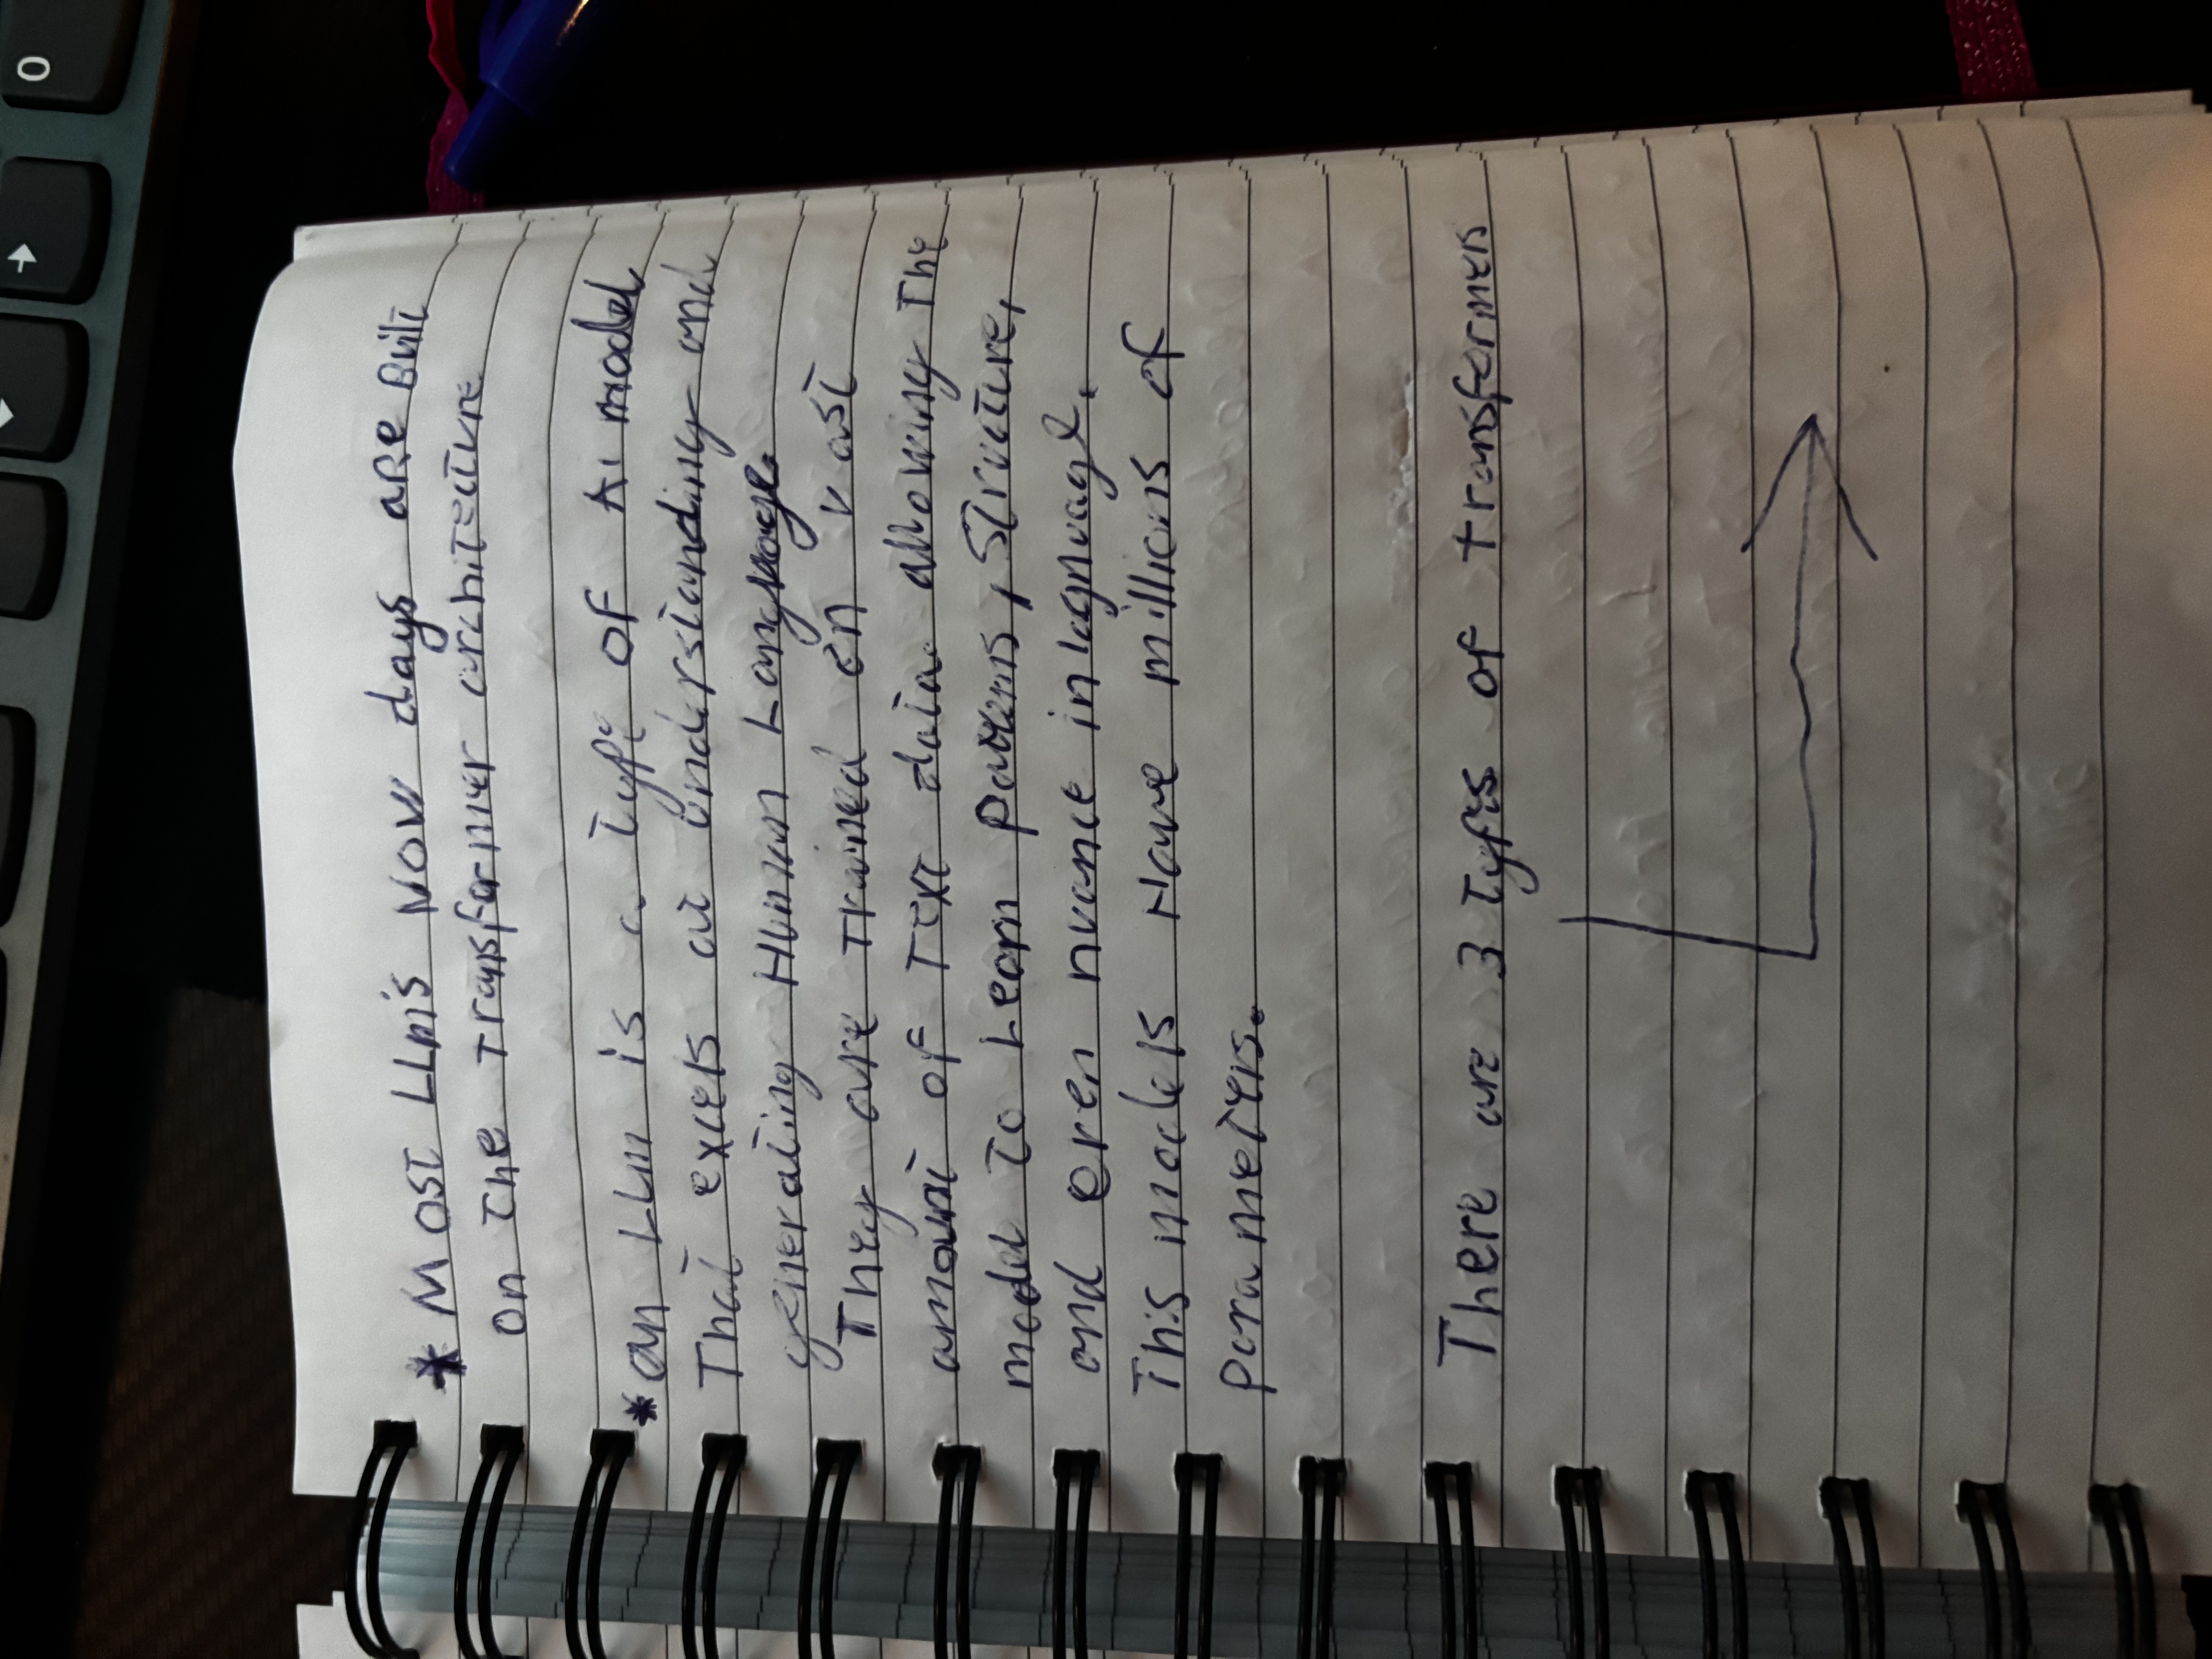 * Most LLm's Now days are Built
on The Transformer architecture
* an LLm is a Type of Ai model
That excels at understanding and
generating Human Language.
They are Trained on vast
amount of Text data. allowing The
model To Learn patterns, Structure,
and even nuance in lagnuage.
This models Have millions of
parameters.
There are 3 Types of transformers
→
0